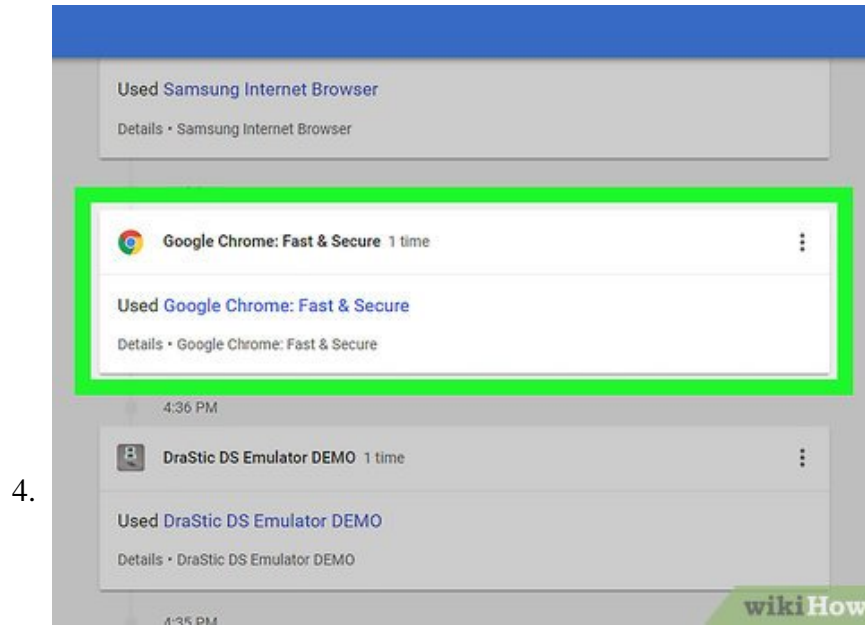 Used Samsung Internet Browser
Details • Samsung Internet Browser
Google Chrome: Fast & Secure 1 time
Used Google Chrome: Fast & Secure
Details • Google Chrome: Fast & Secure
4:36 PM
DraStic DS Emulator DEMO 1 time
4.
Used DraStic DS Emulator DEMO
Details • DraStic DS Emulator DEMO
4:35 PM
wikiHow